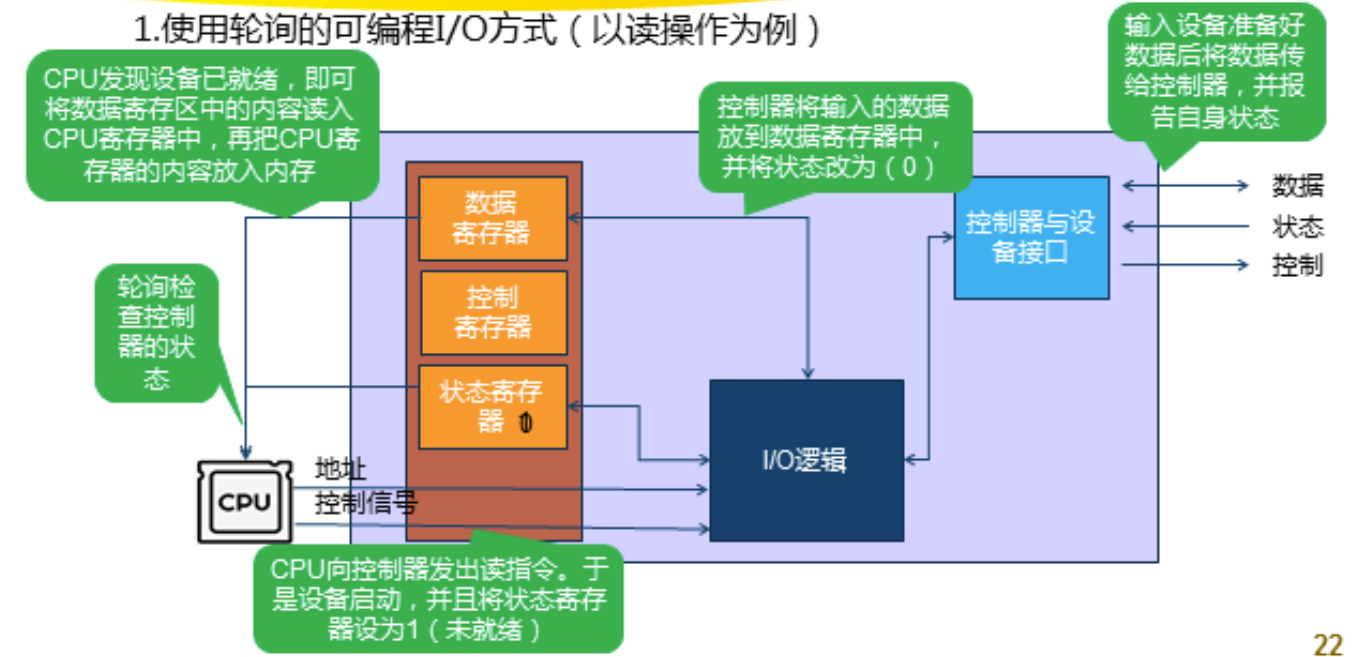 1.使用轮询的可编程I/O方式（以读操作为例）
输入设备准备好
数据后将数据传
给控制器，并报
告自身状态
CPU发现设备已就绪，即可
将数据寄存区中的内容读入
CPU寄存器中，再把CPU寄
存器的内容放入内存
控制器将输入的数据
放到数据寄存器中，
并将状态改为（0）
数据
寄存器
控制器与设
备接口
数据
状态
控制
轮询检
查控制
器的状
态
控制
寄存器
状态寄存
器
I/O逻辑
CPU
地址
控制信号
CPU向控制器发出读指令。于
是设备启动，并且将状态寄存
器设为1（未就绪）
22